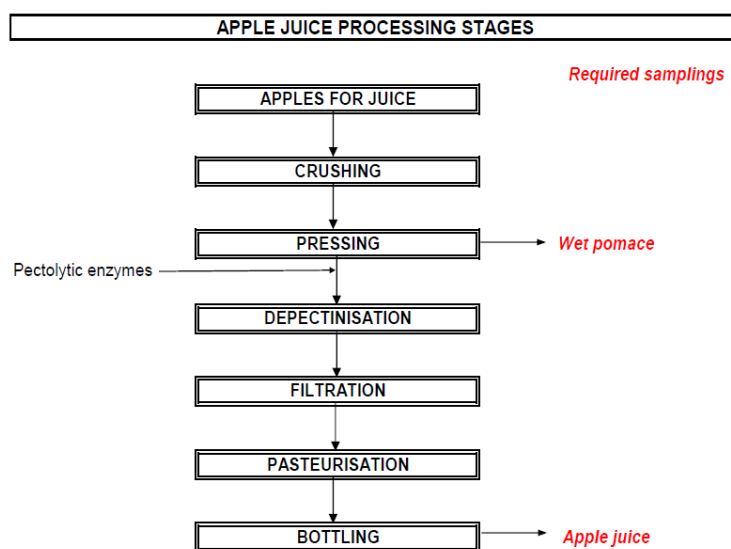 APPLE JUICE PROCESSING STAGES
Required samplings
APPLES FOR JUICE
CRUSHING
PRESSING
Wet pomace
Pectolytic enzymes
DEPECTINISATION
FILTRATION
PASTEURISATION
BOTTLING
Apple juice